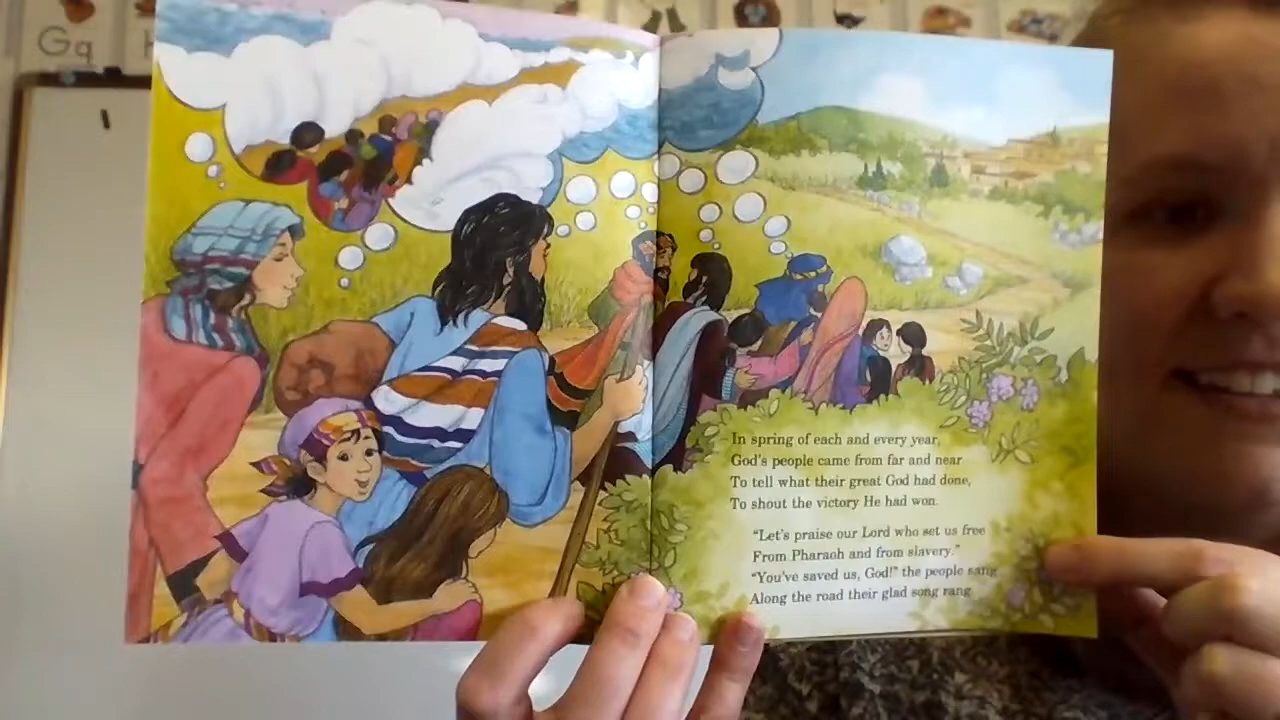 Gg
In spring of each and every year,
God's people came from far and near
To tell what their great God had done,
To shout the victory He had won.
"Let's praise our Lord who set us free
From Pharaoh and from slavery."
"You've saved us, God!" the people sang
Along the road their glad song rang